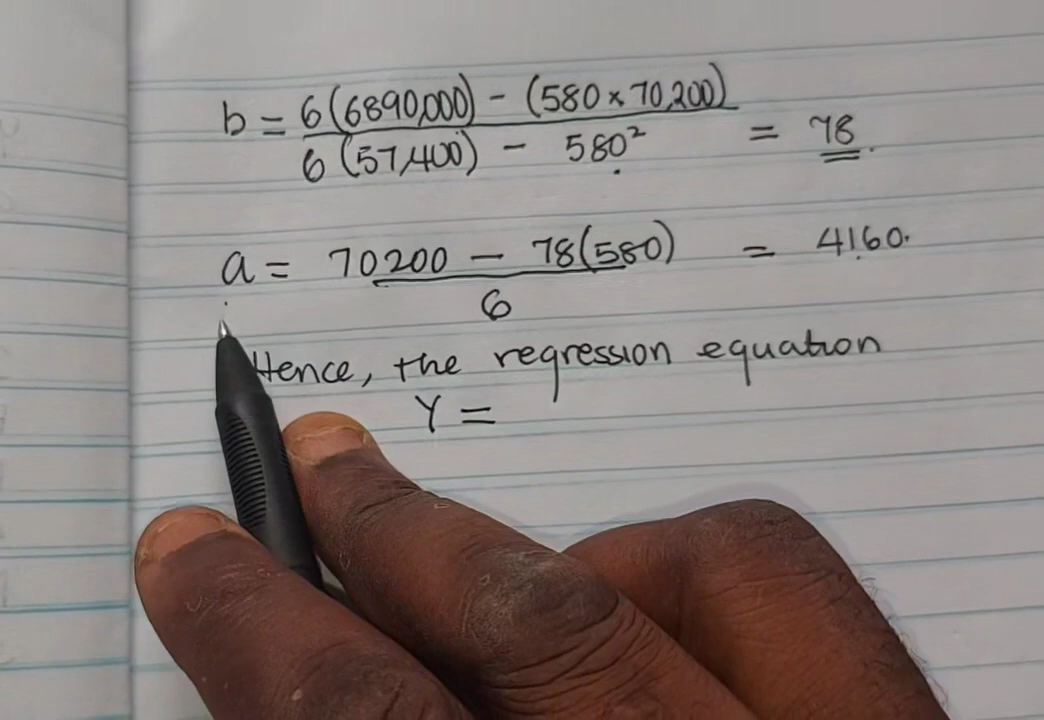 b = 6(6890,000) - (580 × 70,200) / 6(57,400) - 580² = 78.
a = 70200 - 78(580) / 6 = 4160.
Hence, the regression equation
Y =